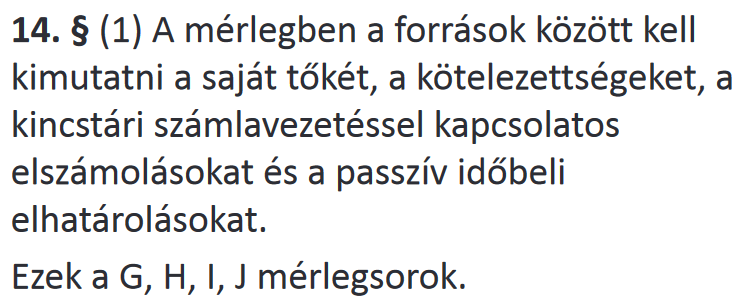 14. § (1) A mérlegben a források között kell
kimutatni a saját tőkét, a kötelezettségeket, a
kincstári számlavezetéssel kapcsolatos
elszámolásokat és a passzív időbeli
elhatárolásokat.
Ezek a G, H, I, J mérlegsorok.